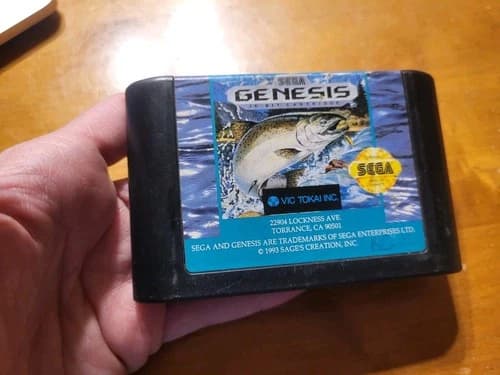 SEGA
GENESIS
16-BIT CARTRIDGE
SEGA
VIC TOKAI INC.
22904 LOCKNESS AVE.
TORRANCE, CA 90501
SEGA AND GENESIS ARE TRADEMARKS OF SEGA ENTERPRISES LTD.
© 1993 SAGE'S CREATION, INC.